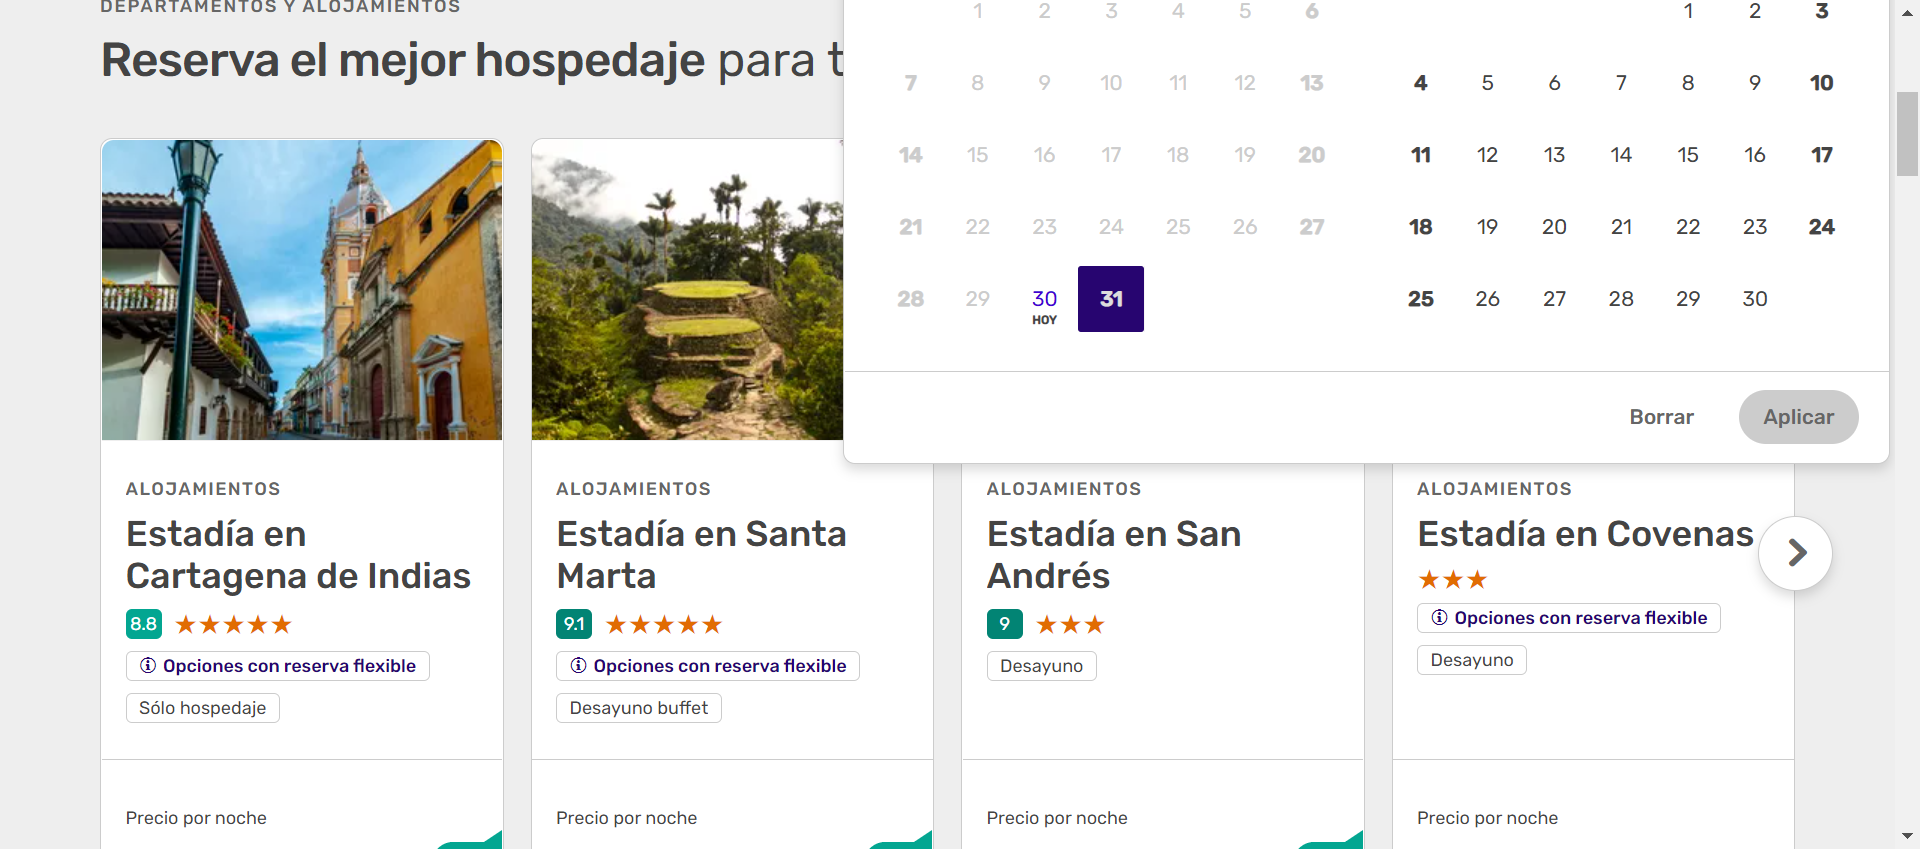 DEPARTAMENTOS Y ALOJAMIENTOS
Reserva el mejor hospedaje para t
1 2 3 4 5 6
7 8 9 10 11 12 13
14 15 16 17 18 19 20
21 22 23 24 25 26 27
28 29 30 31
HOY
1 2 3
4 5 6 7 8 9 10
11 12 13 14 15 16 17
18 19 20 21 22 23 24
25 26 27 28 29 30
Borrar
Aplicar
ALOJAMIENTOS
Estadía en
Cartagena de Indias
8.8
Opciones con reserva flexible
Sólo hospedaje
Precio por noche
ALOJAMIENTOS
Estadía en Santa
Marta
9.1
Opciones con reserva flexible
Desayuno buffet
Precio por noche
ALOJAMIENTOS
Estadía en San
Andrés
9
Desayuno
Precio por noche
ALOJAMIENTOS
Estadía en Covenas
Opciones con reserva flexible
Desayuno
Precio por noche